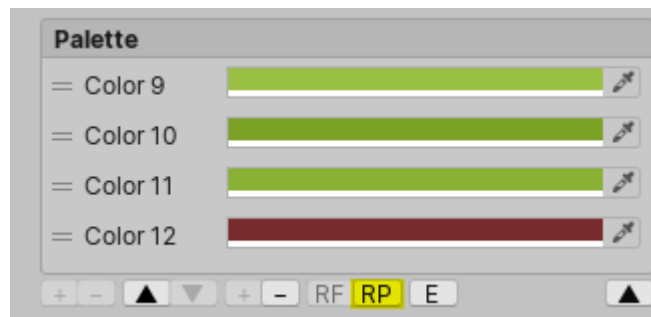 Palette
= Color 9
= Color 10
= Color 11
= Color 12
+ - ▲ ▼ + - RF RP E ▲